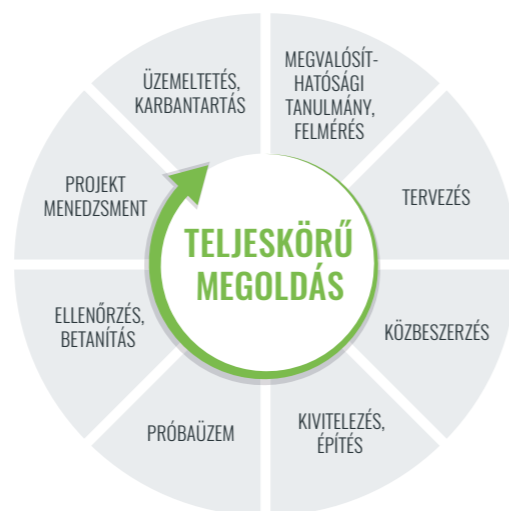 MEGVALÓSÍT-
HATÓSÁGI
TANULMÁNY,
FELMÉRÉS
TERVEZÉS
KÖZBESZERZÉS
KIVITELEZÉS,
ÉPÍTÉS
PRÓBAÜZEM
ELLENŐRZÉS,
BETANÍTÁS
PROJEKT
MENEDZSMENT
ÜZEMELTETÉS,
KARBANTARTÁS
TELJESKÖRŰ
MEGOLDÁS